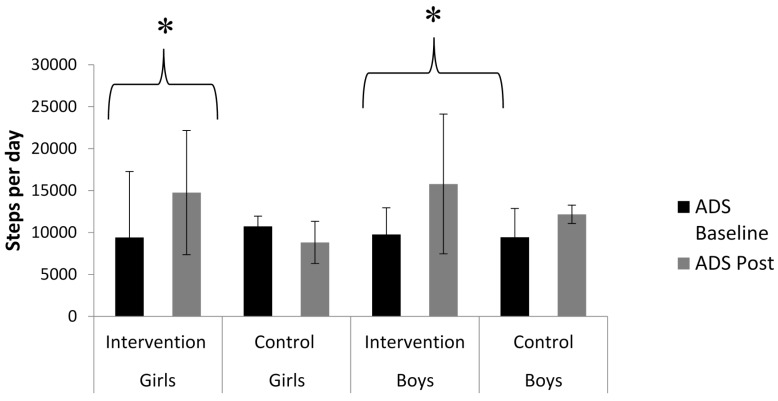 * *
30000
25000
20000
15000
10000
5000
0
Steps per day
Intervention Control Intervention Control
Girls Girls Boys Boys
ADS
Baseline
ADS Post